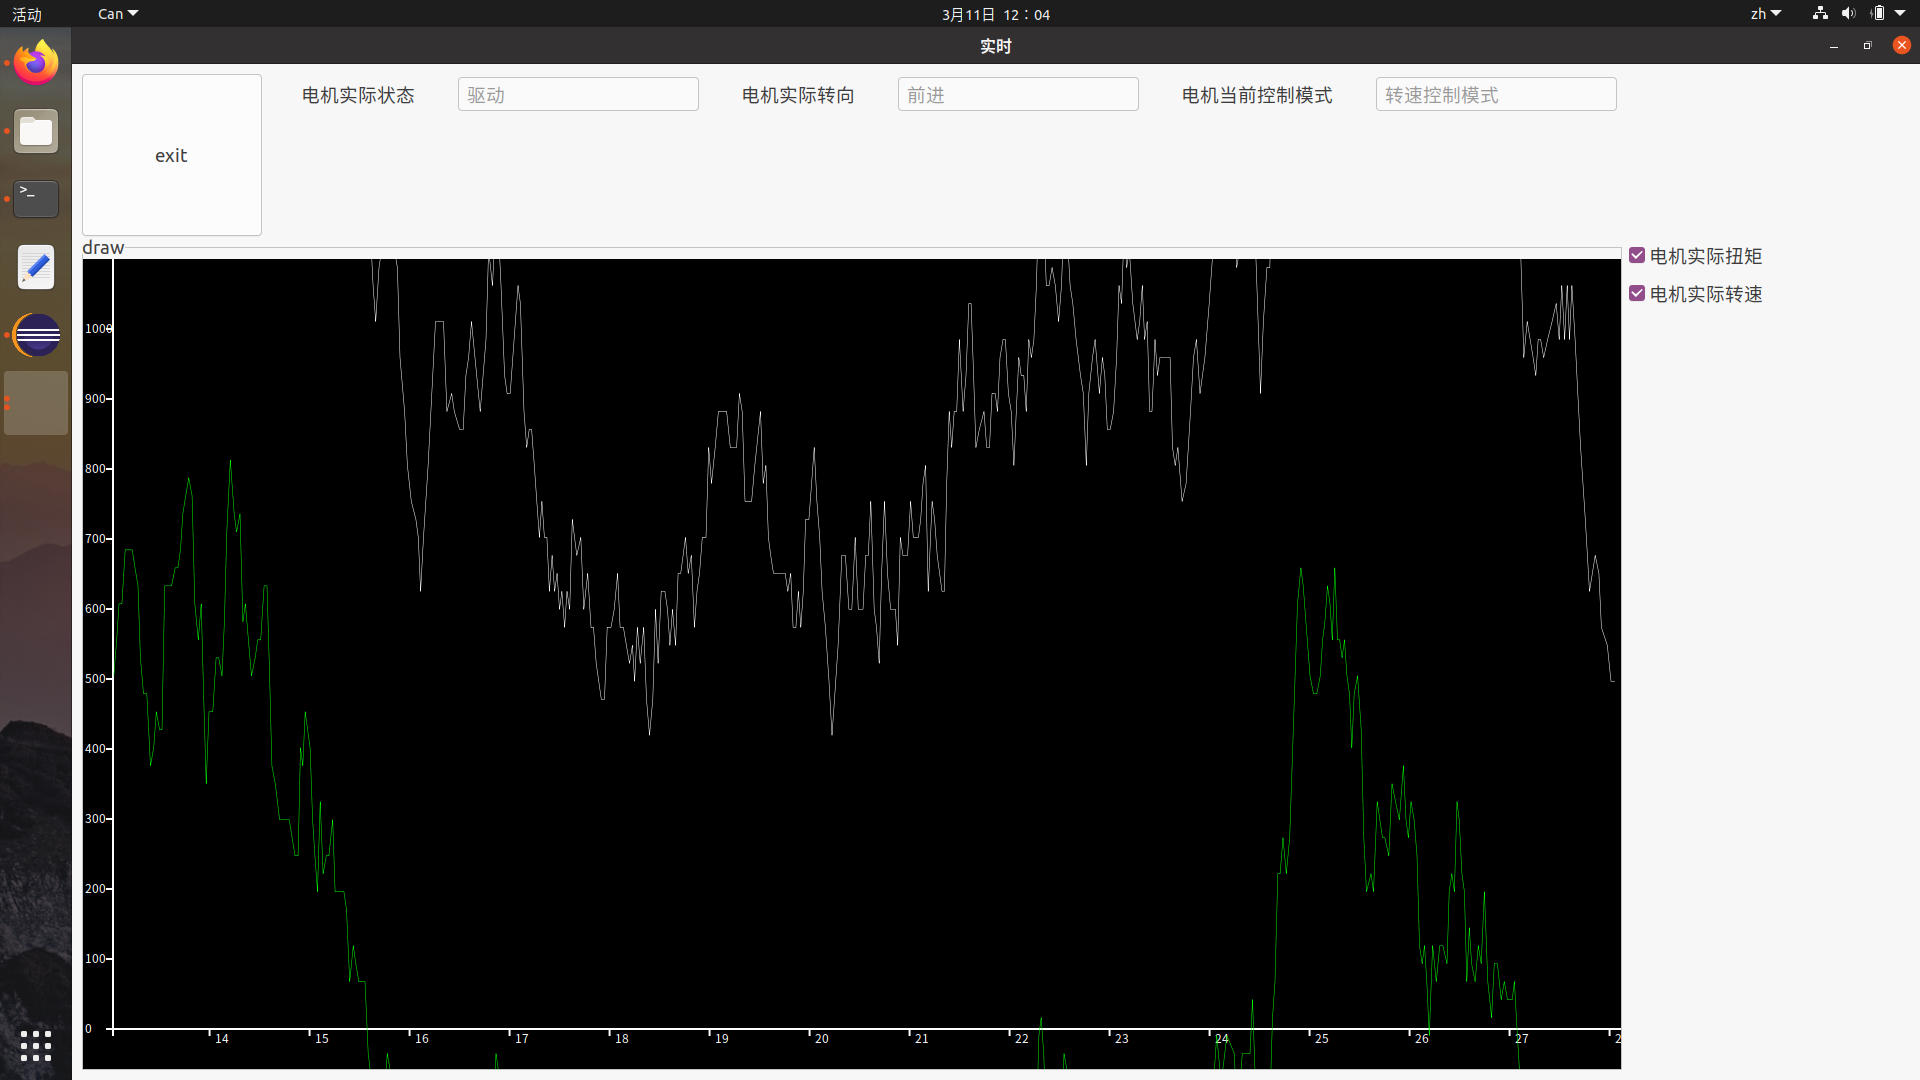 活动
Can
3月11日 12：04
zh
实时
exit
电机实际状态
驱动
电机实际转向
前进
电机当前控制模式
转速控制模式
draw
电机实际扭矩
电机实际转速
1000
900
800
700
600
500
400
300
200
100
0
14 15 16 17 18 19 20 21 22 23 24 25 26 27 2